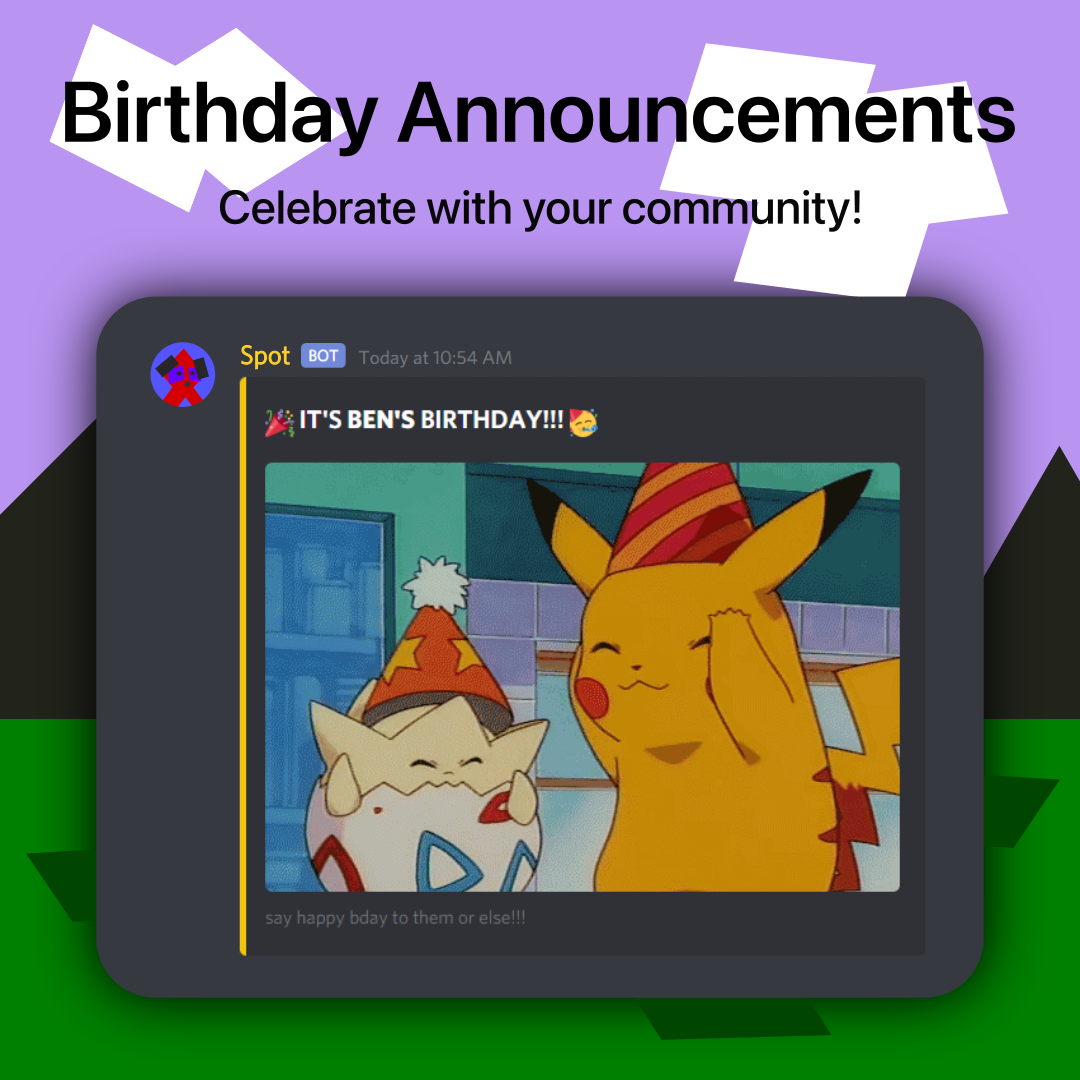 Birthday Announcements
Celebrate with your community!
Spot BOT Today at 10:54 AM
🎉 IT'S BEN'S BIRTHDAY!!! 🥳
say happy bday to them or else!!!